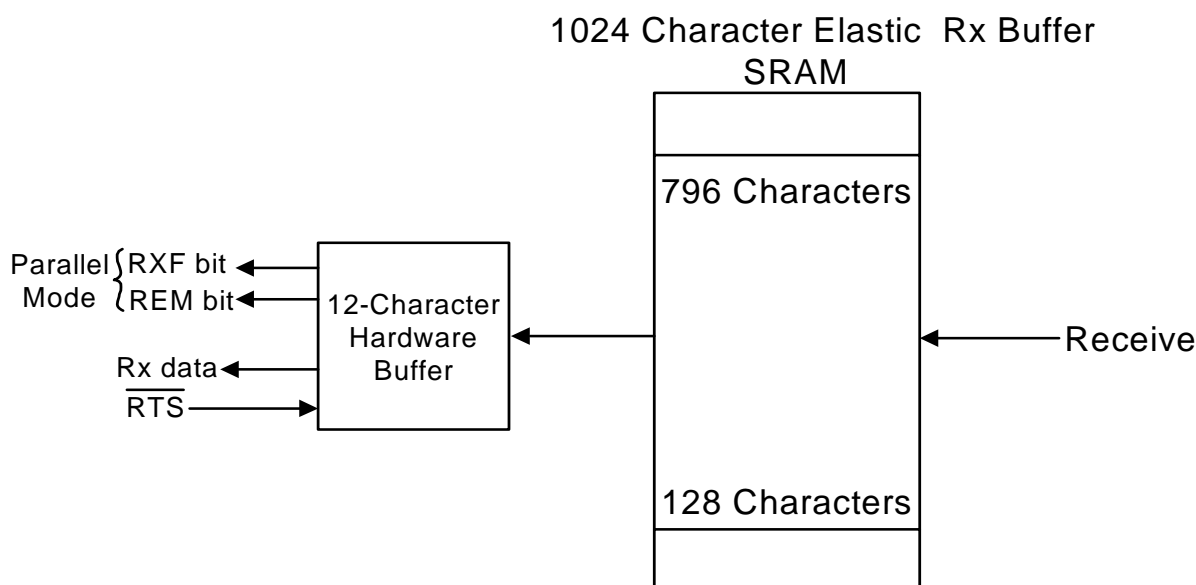 1024 Character Elastic Rx Buffer
SRAM
796 Characters
Parallel
Mode
RXF bit
REM bit
12-Character
Hardware
Buffer
Rx data
RTS
Receive
128 Characters